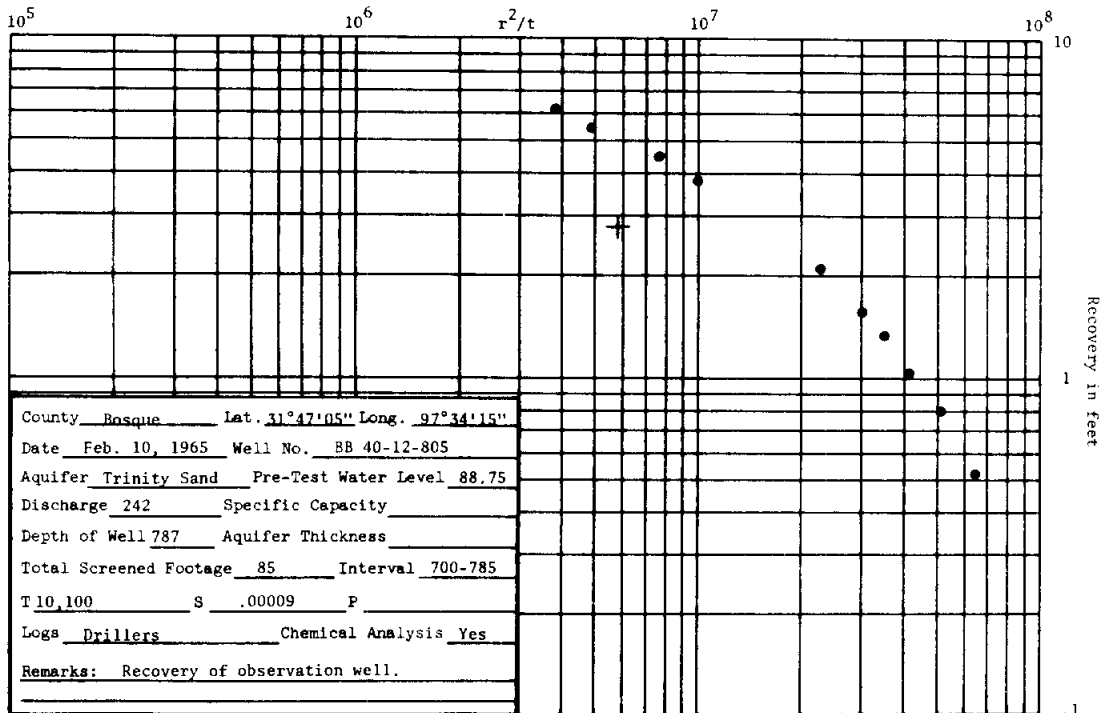 10^5 10^6 r^2/t 10^7 10^8
10
1
.1
Recovery in feet
County Bosque Lat. 31°47'05" Long. 97°34'15"
Date Feb. 10, 1965 Well No. BB 40-12-805
Aquifer Trinity Sand Pre-Test Water Level 88.75
Discharge 242 Specific Capacity
Depth of Well 787 Aquifer Thickness
Total Screened Footage 85 Interval 700-785
T 10,100 S .00009 P
Logs Drillers Chemical Analysis Yes
Remarks: Recovery of observation well.